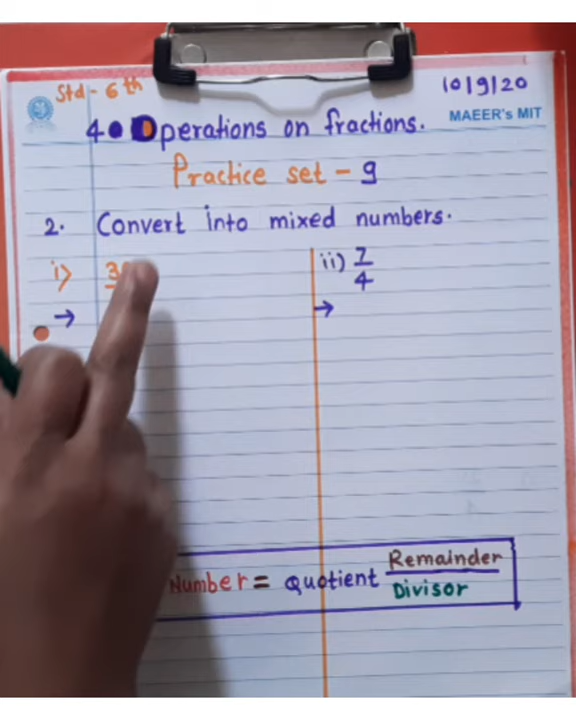 Std - 6th
10/9/20
MAEER's MIT
4. Operations on fractions.
Practice set - 9
2. Convert into mixed numbers.
i)
ii) 7/4
→
→
Number = Quotient Remainder/Divisor